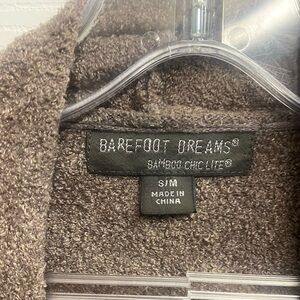 BAREFOOT DREAMS®
BAMBOO CHIC LITE®
S/M
MADE IN
CHINA